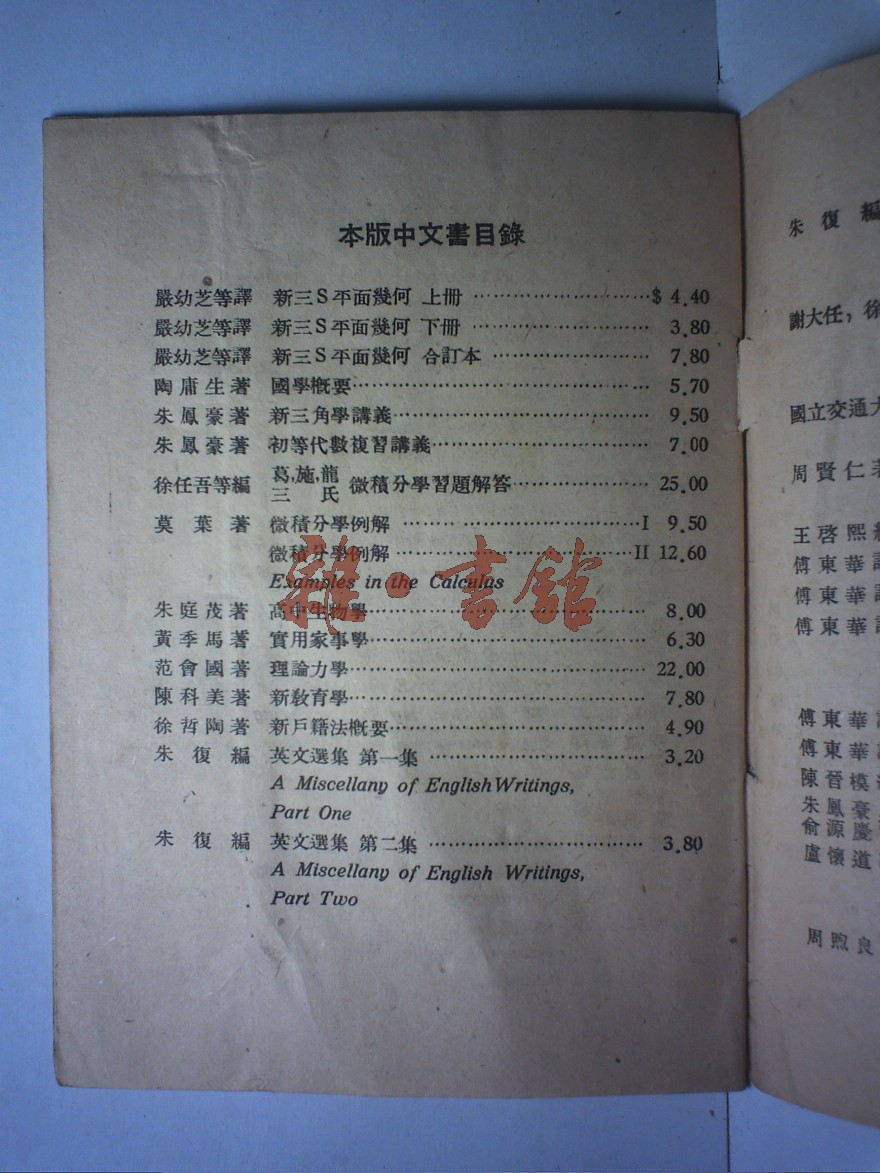 本版中文書目錄
嚴幼芝等譯 新三S平面幾何 上册 …………………………$ 4.40
嚴幼芝等譯 新三S平面幾何 下册 ………………………… 3.80
嚴幼芝等譯 新三S平面幾何 合訂本 ……………………… 7.80
陶庸生著 國學概要………………………………………… 5.70
朱鳳豪著 新三角學講義…………………………………… 9.50
朱鳳豪著 初等代數複習講義……………………………… 7.00
徐任吾等編 葛,施,龍三氏 微積分學習題解答………………… 25.00
莫葉著 微積分學例解 ……… ………………………I 9.50
微積分學例解 …………………………………II 12.60
Examples in the Calculas
朱庭茂著 高中生物學……………………………………… 8.00
黃季馬著 實用家事學……………………………………… 6.30
范會國著 理論力學………………………………………… 22.00
陳科美著 新教育學………………………………………… 7.80
徐哲陶著 新戶籍法概要…………………………………… 4.90
朱復編 英文選集 第一集 ……………………………… 3.20
A Miscellany of English Writings,
Part One
朱復編 英文選集 第二集 ……………………………… 3.80
A Miscellany of English Writings,
Part Two
雜·書館
朱復編
謝大任,徐
國立交通大
周賢仁著
王啓熙
傅東華譯
傅東華譯
傅東華譯
傅東華譯
傅東華譯
陳晉模
朱鳳豪
俞源慶
盧懷道
周煦良